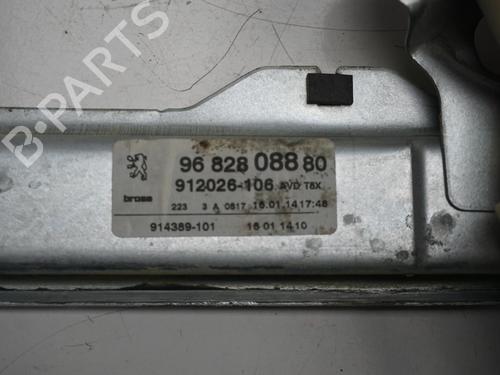 B-PARTS
96 828 088 80
912026-106 AVD T8X
brose
223 3 A 0817 16.01.14 17:48
914389-101 16 01 14 10